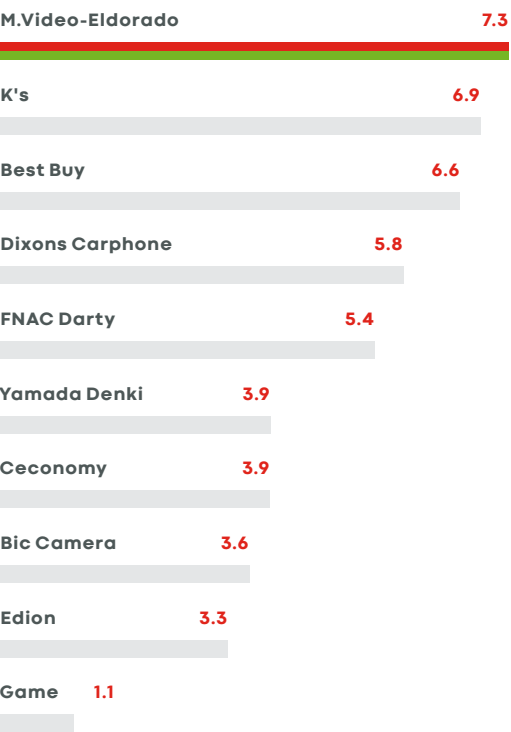 M.Video-Eldorado 7.3
K's 6.9
Best Buy 6.6
Dixons Carphone 5.8
FNAC Darty 5.4
Yamada Denki 3.9
Ceconomy 3.9
Bic Camera 3.6
Edion 3.3
Game 1.1